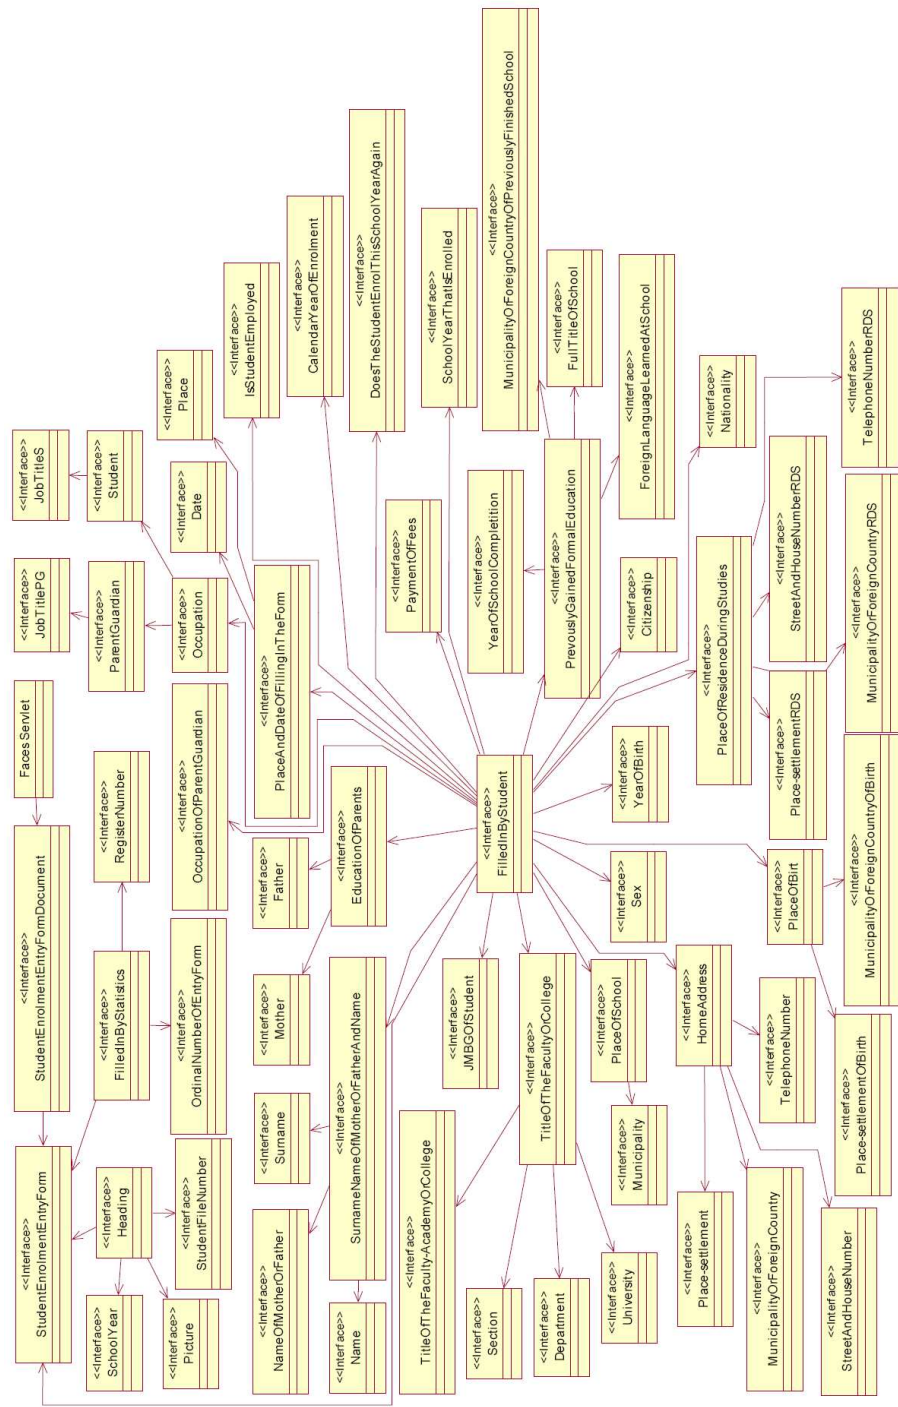 <<Interface>>
StudentEnrolmentEntryForm
<<Interface>>
StudentEnrolmentEntryFormDocument
FacesServlet
<<Interface>>
JobTitlePG
<<Interface>>
JobTitleS
<<Interface>>
SchoolYear
<<Interface>>
Heading
<<Interface>>
FilledInByStatistics
<<Interface>>
RegisterNumber
<<Interface>>
ParentGuardian
<<Interface>>
Student
<<Interface>>
Picture
<<Interface>>
StudentFileNumber
<<Interface>>
OrdinalNumberOfEntryForm
<<Interface>>
OccupationOfParentGuardian
<<Interface>>
Occupation
<<Interface>>
Date
<<Interface>>
Place
<<Interface>>
NameOfMotherOrFather
<<Interface>>
Surname
<<Interface>>
Mother
<<Interface>>
Father
<<Interface>>
PlaceAndDateOfFillingInTheForm
<<Interface>>
IsStudentEmployed
<<Interface>>
CalendarYearOfEnrolment
<<Interface>>
Name
<<Interface>>
SurnameNameOfMotherOrFatherAndName
<<Interface>>
EducationOfParents
<<Interface>>
DoesTheStudentEnrolThisSchoolYearAgain
<<Interface>>
TitleOfTheFaculty-AcademyOrCollege
<<Interface>>
JMBGOfStudent
<<Interface>>
PaymentOfFees
<<Interface>>
SchoolYearThatIsEnrolled
<<Interface>>
Section
<<Interface>>
FilledInByStudent
<<Interface>>
YearOfSchoolCompletition
<<Interface>>
MunicipalityOrForeignCountryOfPreviouslyFinishedSchool
<<Interface>>
Department
<<Interface>>
TitleOfTheFacultyOrCollege
<<Interface>>
PrevouslyGainedFormalEducation
<<Interface>>
FullTitleOfSchool
<<Interface>>
University
<<Interface>>
Municipality
<<Interface>>
PlaceOfSchool
<<Interface>>
Sex
<<Interface>>
YearOfBirth
<<Interface>>
Citizenship
<<Interface>>
ForeignLanguageLearnedAtSchool
<<Interface>>
Place-settlement
<<Interface>>
HomeAddress
<<Interface>>
PlaceOfResidenceDuringStudies
<<Interface>>
Nationality
<<Interface>>
MunicipalityOrForeignCountry
<<Interface>>
TelephoneNumber
<<Interface>>
PlaceOfBirt
<<Interface>>
Place-settlementRDS
<<Interface>>
StreetAndHouseNumberRDS
<<Interface>>
StreetAndHouseNumber
<<Interface>>
Place-settlementOfBirth
<<Interface>>
MunicipalityOrForeignCountryOfBirth
<<Interface>>
MunicipalityOrForeignCountryRDS
<<Interface>>
TelephoneNumberRDS